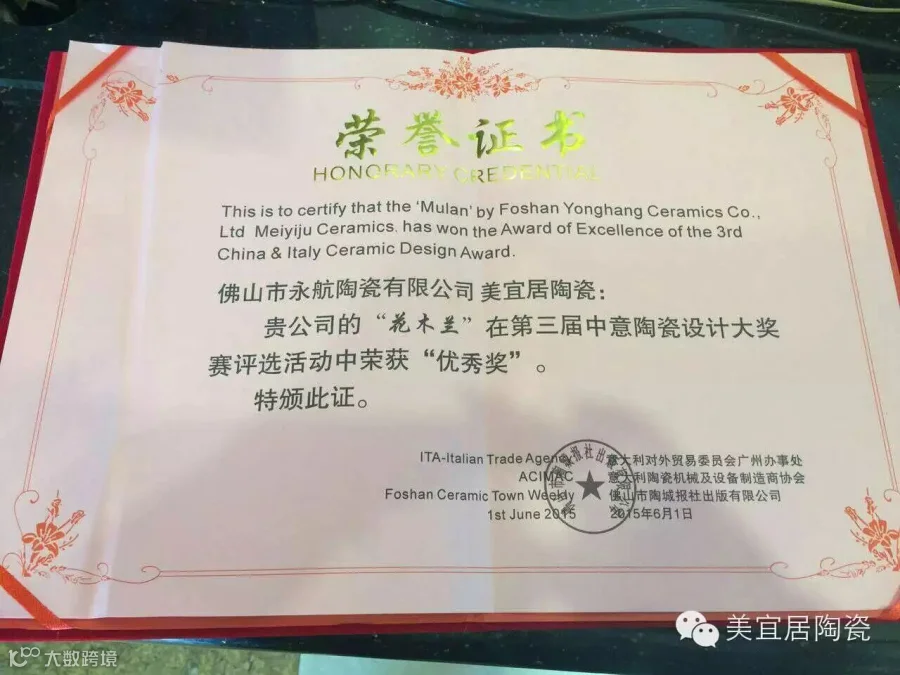 荣誉证书
HONORARY CREDENTIAL
This is to certify that the 'Mulan' by Foshan Yonghang Ceramics Co.,
Ltd Meiyiju Ceramics, has won the Award of Excellence of the 3rd
China & Italy Ceramic Design Award.
佛山市永航陶瓷有限公司 美宜居陶瓷：
贵公司的“花木兰”在第三届中意陶瓷设计大奖
赛评选活动中荣获“优秀奖”。
特颁此证。
ITA-Italian Trade Agency 意大利对外贸易委员会广州办事处
ACIMAC 意大利陶瓷机械及设备制造商协会
Foshan Ceramic Town Weekly 佛山市陶城报社出版有限公司
1st June 2015 2015年6月1日
美宜居陶瓷
大数跨境